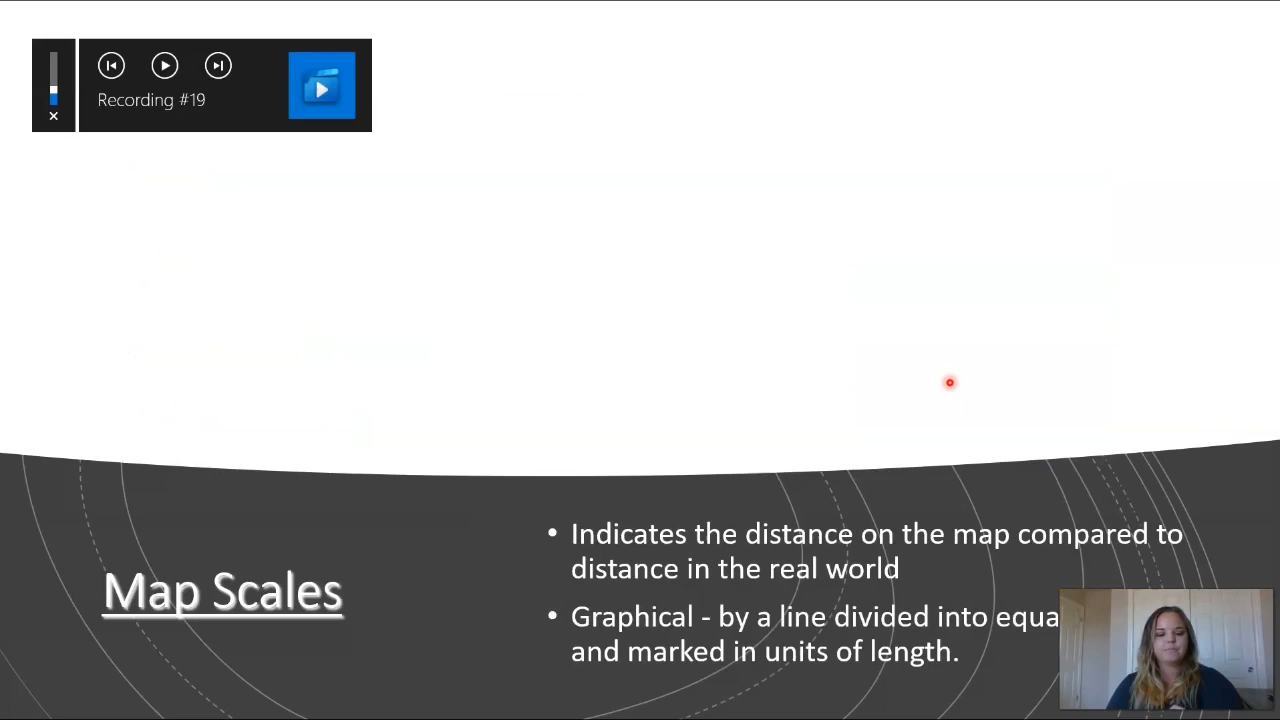 Recording #19
Map Scales
• Indicates the distance on the map compared to
distance in the real world
• Graphical - by a line divided into equa
and marked in units of length.